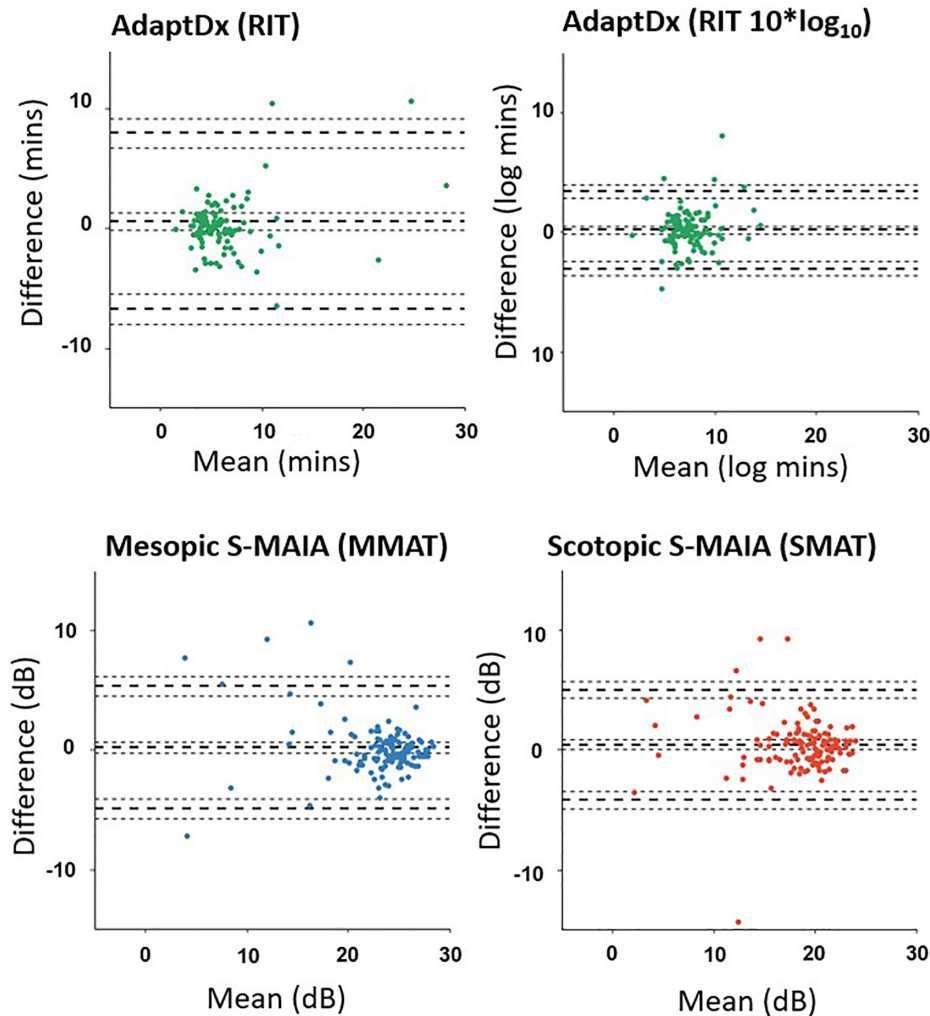 AdaptDx (RIT)
10
0
-10
Difference (mins)
0 10 20 30
Mean (mins)
AdaptDx (RIT 10*log₁₀)
10
0
10
Difference (log mins)
0 10 20 30
Mean (log mins)
Mesopic S-MAIA (MMAT)
10
0
-10
Difference (dB)
0 10 20 30
Mean (dB)
Scotopic S-MAIA (SMAT)
10
0
-10
Difference (dB)
0 10 20 30
Mean (dB)